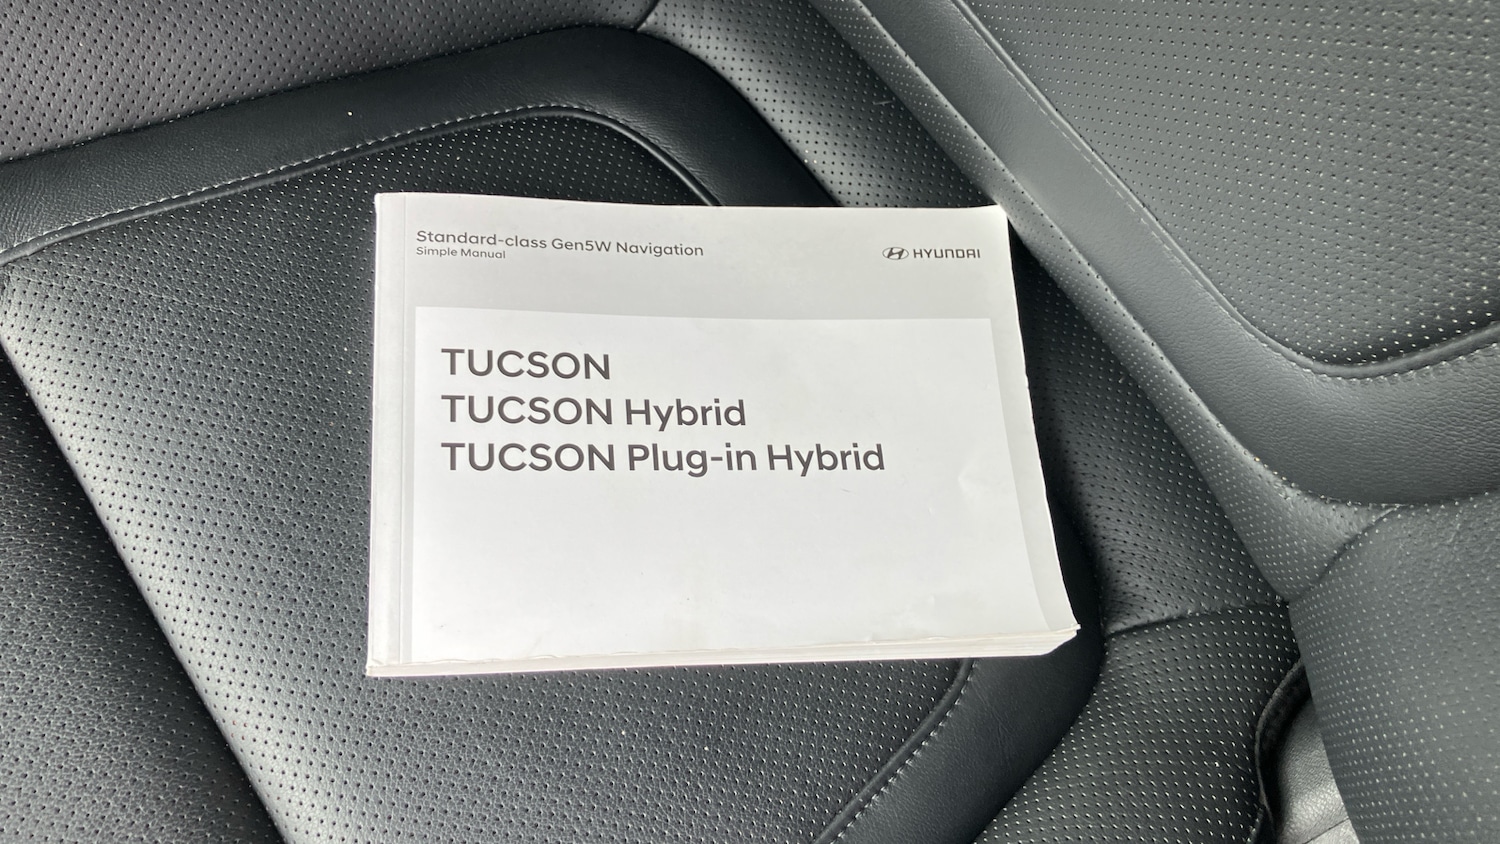 Standard-class Gen5W Navigation
Simple Manual
HYUNDAI
TUCSON
TUCSON Hybrid
TUCSON Plug-in Hybrid